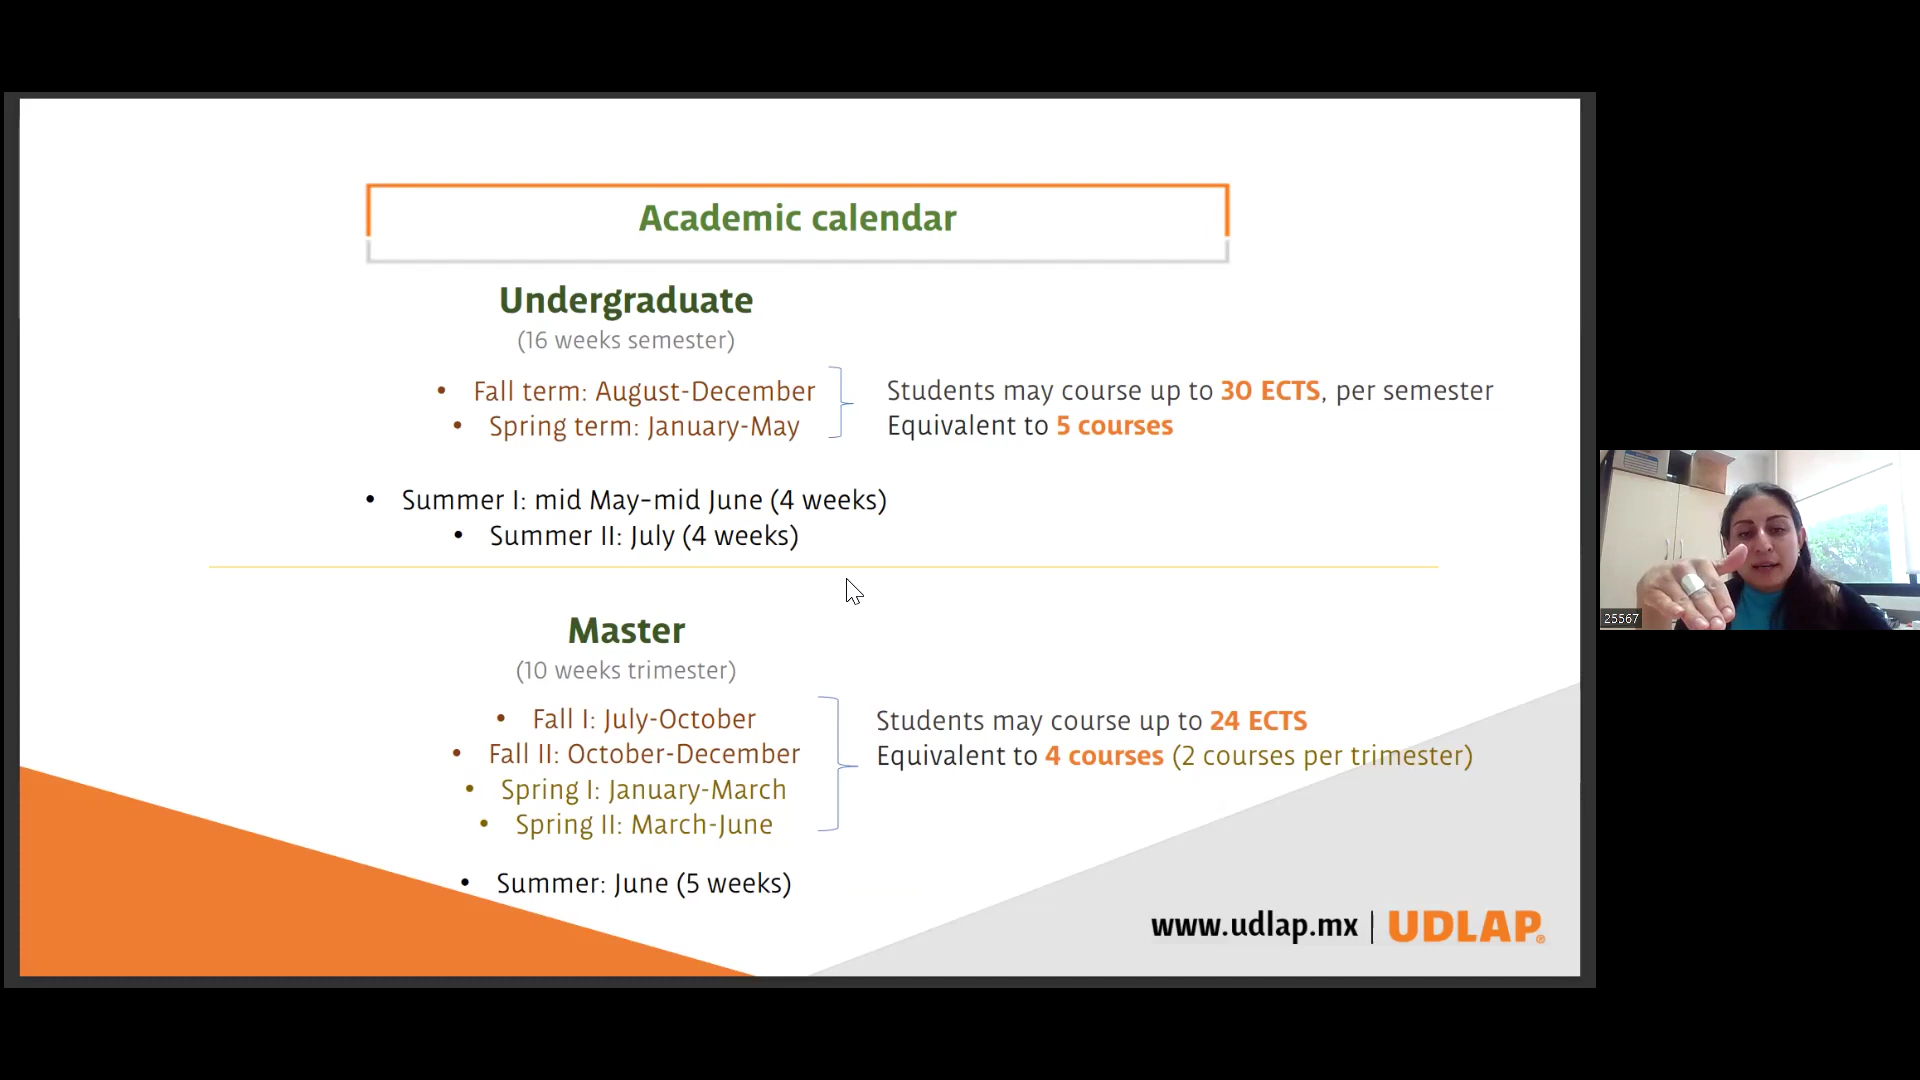 Academic calendar
Undergraduate
(16 weeks semester)
• Fall term: August-December
• Spring term: January-May
Students may course up to 30 ECTS, per semester
Equivalent to 5 courses
• Summer I: mid May-mid June (4 weeks)
• Summer II: July (4 weeks)
Master
(10 weeks trimester)
• Fall I: July-October
• Fall II: October-December
• Spring I: January-March
• Spring II: March-June
Students may course up to 24 ECTS
Equivalent to 4 courses (2 courses per trimester)
• Summer: June (5 weeks)
www.udlap.mx | UDLAP®
25567